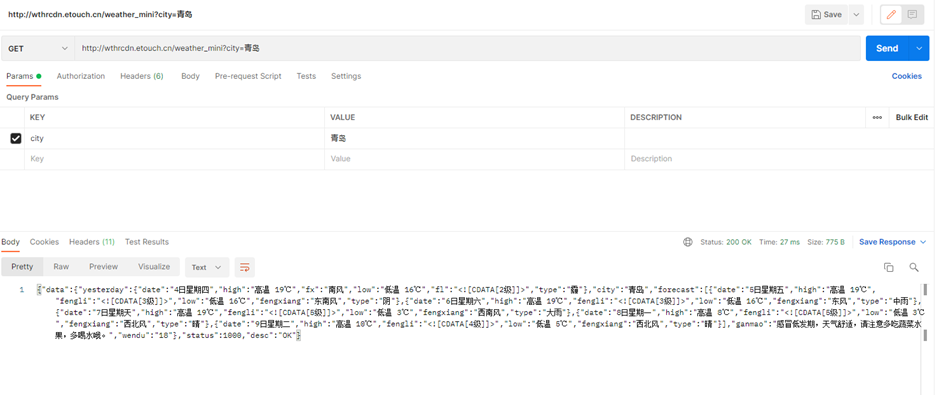 http://wthrcdn.etouch.cn/weather_mini?city=青岛
Save
GET
http://wthrcdn.etouch.cn/weather_mini?city=青岛
Send
Params Authorization Headers (6) Body Pre-request Script Tests Settings Cookies
Query Params
KEY VALUE DESCRIPTION Bulk Edit
city 青岛
Key Value Description
Body Cookies Headers (11) Test Results Status: 200 OK Time: 27 ms Size: 775 B Save Response
Pretty Raw Preview Visualize Text
1 {"data":{"yesterday":{"date":"4日星期四","high":"高温 19℃","fx":"南风","low":"低温 16℃","fl":"<![CDATA[2级]]>","type":"霾"},"city":"青岛","forecast":[{"date":"5日星期五","high":"高温 19℃",
"fengli":"<![CDATA[3级]]>","low":"低温 16℃","fengxiang":"东南风","type":"阴"},{"date":"6日星期六","high":"高温 19℃","fengli":"<![CDATA[3级]]>","low":"低温 16℃","fengxiang":"东风","type":"中雨"},
{"date":"7日星期天","high":"高温 19℃","fengli":"<![CDATA[5级]]>","low":"低温 3℃","fengxiang":"西南风","type":"大雨"},{"date":"8日星期一","high":"高温 8℃","fengli":"<![CDATA[5级]]>","low":"低温 3℃
","fengxiang":"西北风","type":"晴"},{"date":"9日星期二","high":"高温 10℃","fengli":"<![CDATA[4级]]>","low":"低温 5℃","fengxiang":"西北风","type":"晴"}],"ganmao":"感冒低发期，天气舒适，请注意多吃蔬菜水
果，多喝水哦。","wendu":"18"},"status":1000,"desc":"OK"}